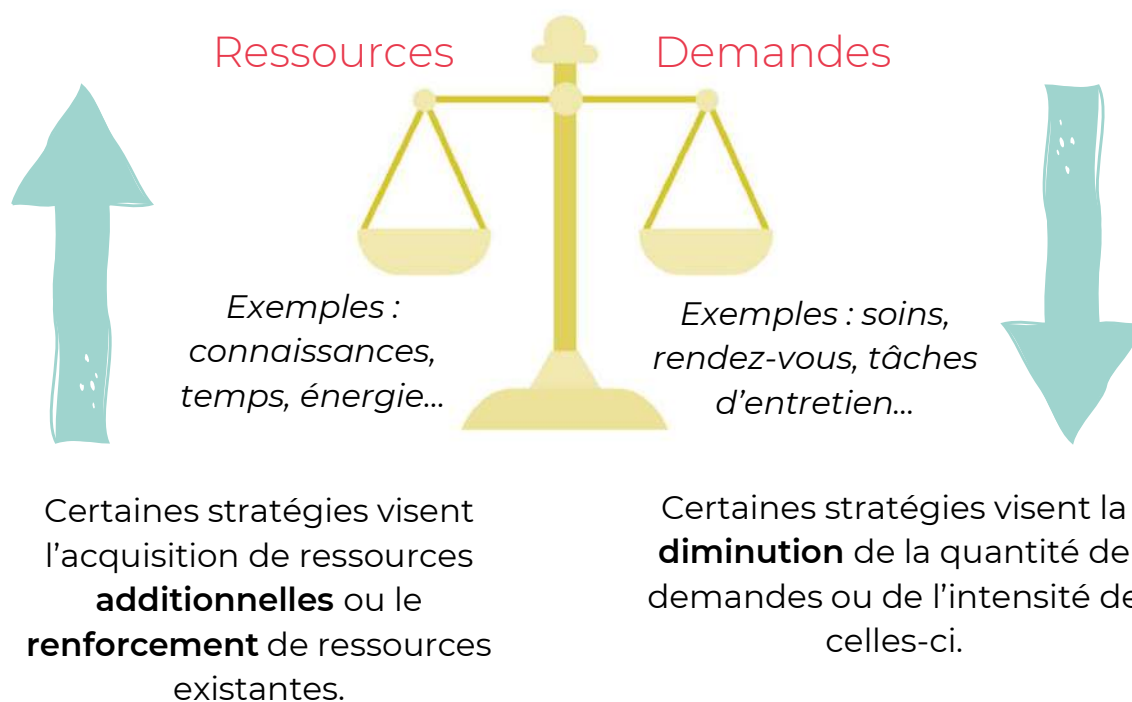 Ressources
Demandes
Exemples :
connaissances,
temps, énergie...
Exemples : soins,
rendez-vous, tâches
d'entretien...
Certaines stratégies visent
l'acquisition de ressources
additionnelles ou le
renforcement de ressources
existantes.
Certaines stratégies visent la
diminution de la quantité de
demandes ou de l'intensité de
celles-ci.